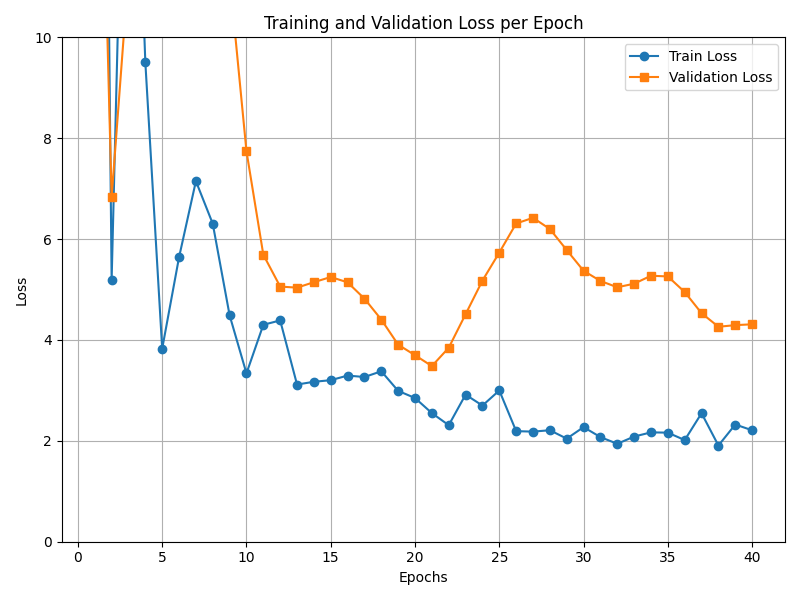 Training and Validation Loss per Epoch
Train Loss
Validation Loss
Loss
10
8
6
4
2
0
0 5 10 15 20 25 30 35 40
Epochs